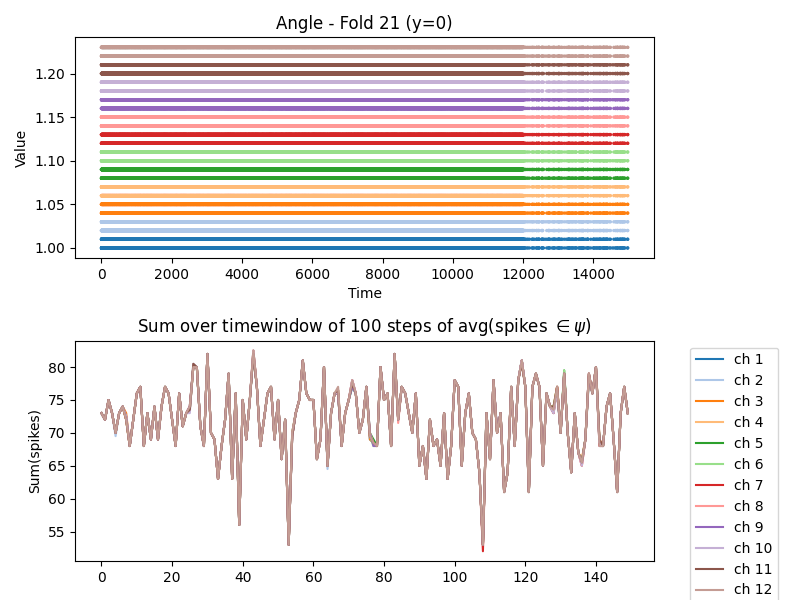 Angle - Fold 21 (y=0)
Value
1.20
1.15
1.10
1.05
1.00
0 2000 4000 6000 8000 10000 12000 14000
Time
Sum over timewindow of 100 steps of avg(spikes ∈ ψ)
Sum(spikes)
80
75
70
65
60
55
0 20 40 60 80 100 120 140
ch 1
ch 2
ch 3
ch 4
ch 5
ch 6
ch 7
ch 8
ch 9
ch 10
ch 11
ch 12